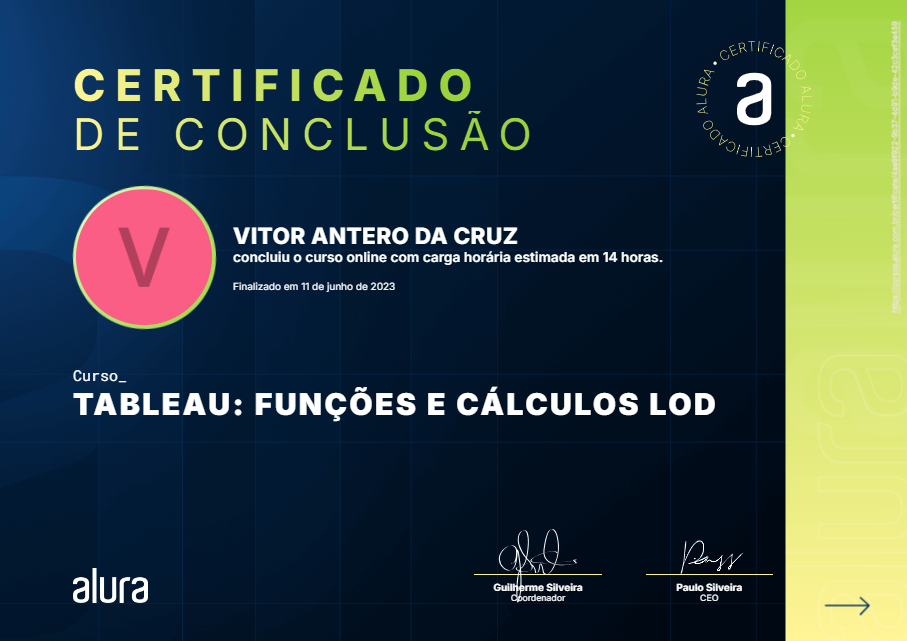 CERTIFICADO
DE CONCLUSÃO
CERTIFICADO ALURA • CERTIFICADO ALURA •
a
V
VITOR ANTERO DA CRUZ
concluiu o curso online com carga horária estimada em 14 horas.
Finalizado em 11 de junho de 2023
Curso_
TABLEAU: FUNÇÕES E CÁLCULOS LOD
alura
Guilherme Silveira
Coordenador
Paulo Silveira
CEO
alura